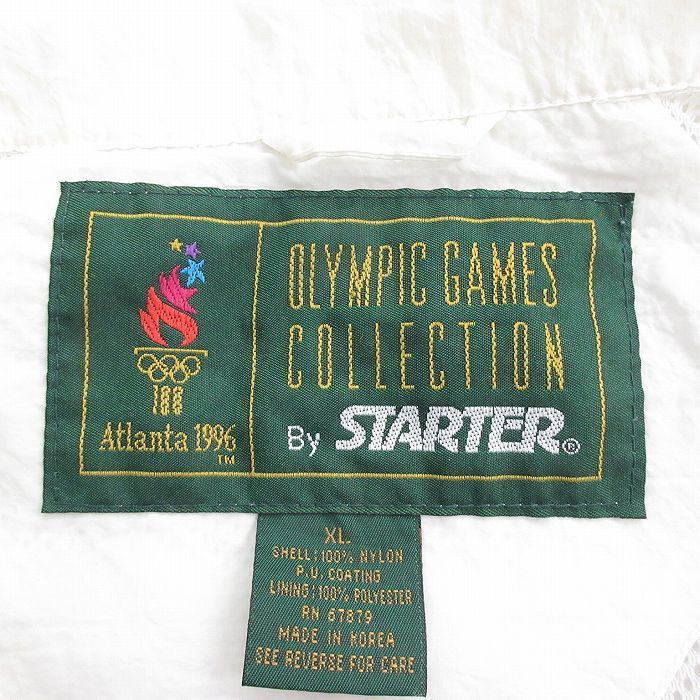 Atlanta 1996 ™
OLYMPIC GAMES
COLLECTION
By STARTER®
XL
SHELL: 100% NYLON
P.U. COATING
LINING: 100% POLYESTER
RN 67879
MADE IN KOREA
SEE REVERSE FOR CARE